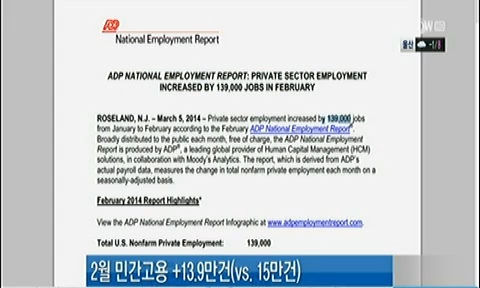 ADP
National Employment Report
NOW
울산 -1/8
ADP NATIONAL EMPLOYMENT REPORT: PRIVATE SECTOR EMPLOYMENT
INCREASED BY 139,000 JOBS IN FEBRUARY
ROSELAND, N.J. – March 5, 2014 – Private sector employment increased by 139,000 jobs
from January to February according to the February ADP National Employment Report®.
Broadly distributed to the public each month, free of charge, the ADP National Employment
Report is produced by ADP®, a leading global provider of Human Capital Management (HCM)
solutions, in collaboration with Moody's Analytics. The report, which is derived from ADP's
actual payroll data, measures the change in total nonfarm private employment each month on a
seasonally-adjusted basis.
February 2014 Report Highlights*
View the ADP National Employment Report Infographic at www.adpemploymentreport.com.
Total U.S. Nonfarm Private Employment: 139,000
2월 민간고용 +13.9만건(vs. 15만건)